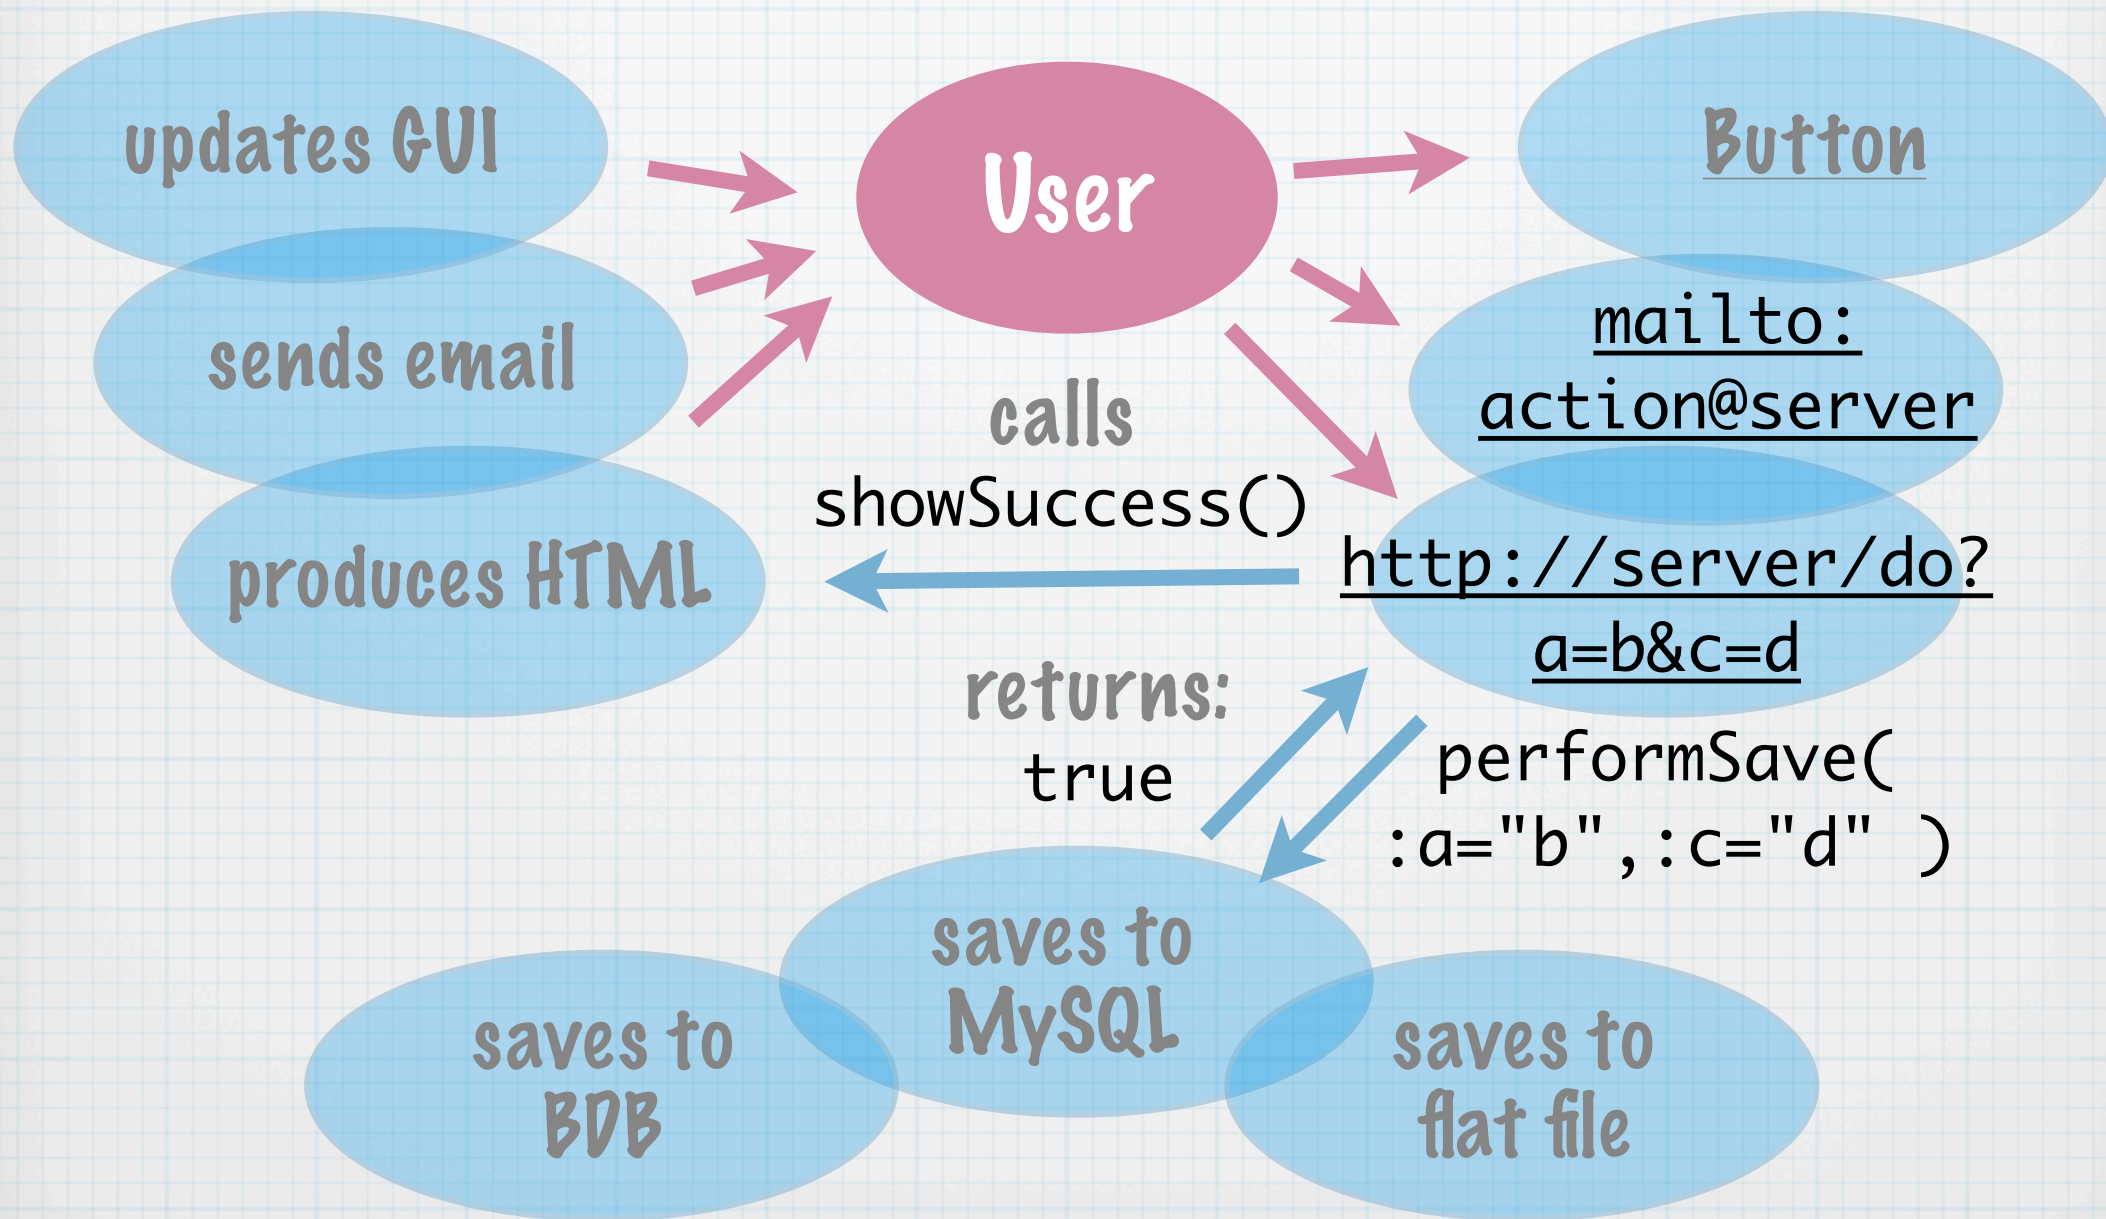 updates GUI
User
Button
sends email
mailto:
action@server
calls
showSuccess()
produces HTML
http://server/do?
a=b&c=d
returns:
true
performSave(
:a="b",:c="d" )
saves to
MySQL
saves to
BDB
saves to
flat file